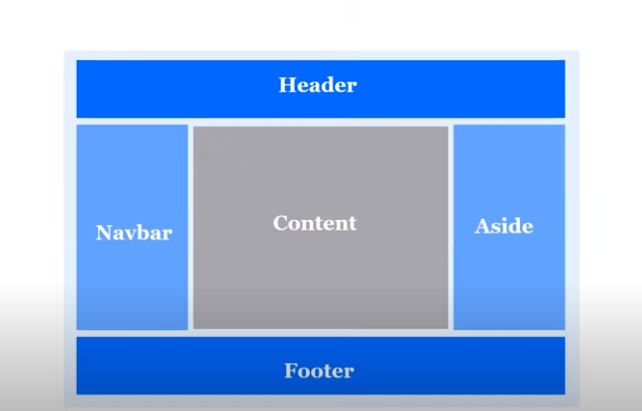 Header
Navbar
Content
Aside
Footer